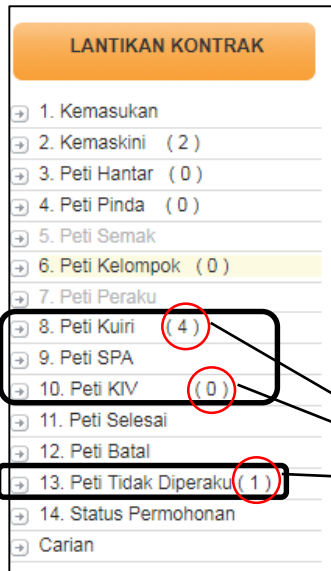 LANTIKAN KONTRAK
1. Kemasukan
2. Kemaskini ( 2 )
3. Peti Hantar ( 0 )
4. Peti Pinda ( 0 )
5. Peti Semak
6. Peti Kelompok ( 0 )
7. Peti Peraku
8. Peti Kuiri ( 4 )
9. Peti SPA
10. Peti KIV ( 0 )
11. Peti Selesai
12. Peti Batal
13. Peti Tidak Diperaku ( 1 )
14. Status Permohonan
Carian